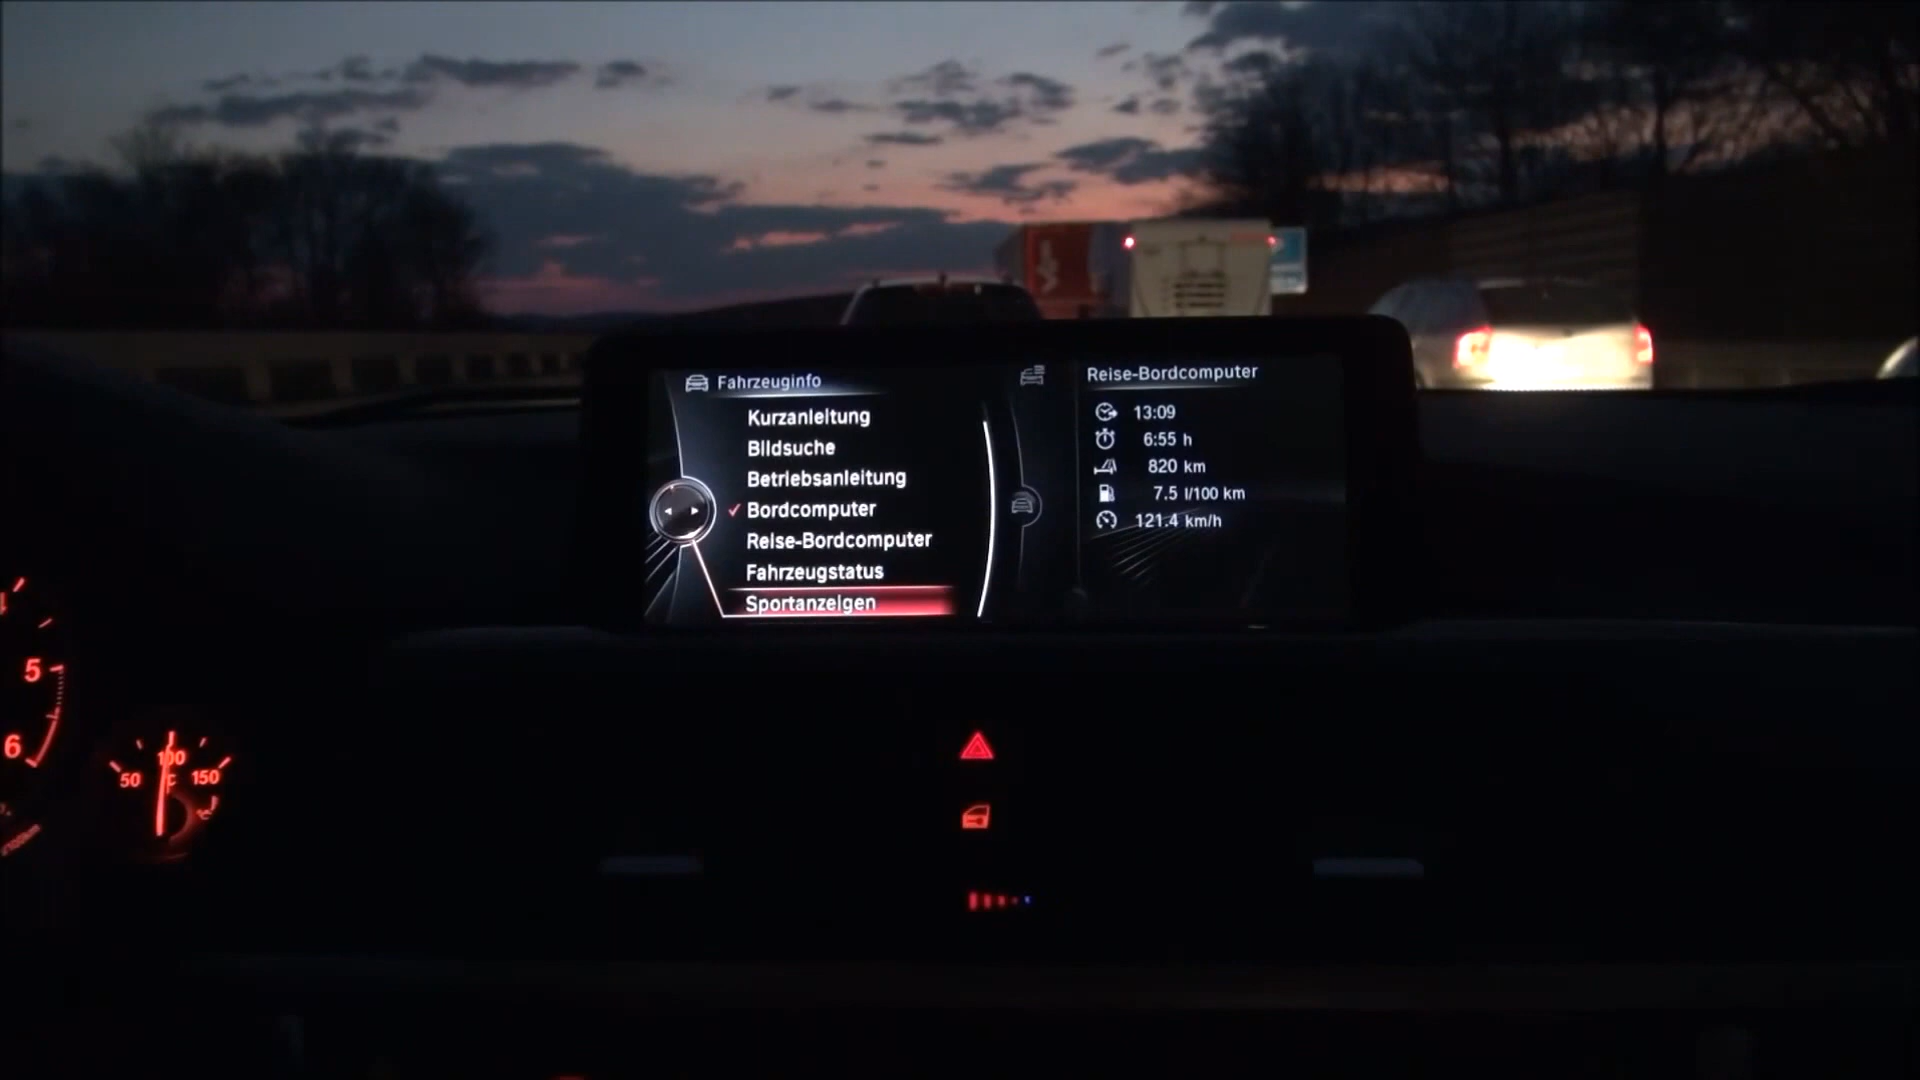 Fahrzeuginfo
Kurzanleitung
Bildsuche
Betriebsanleitung
Bordcomputer
Reise-Bordcomputer
Fahrzeugstatus
Sportanzeigen
Reise-Bordcomputer
13:09
6:55 h
820 km
7.5 l/100 km
121.4 km/h
5
6
50
100
150
°C